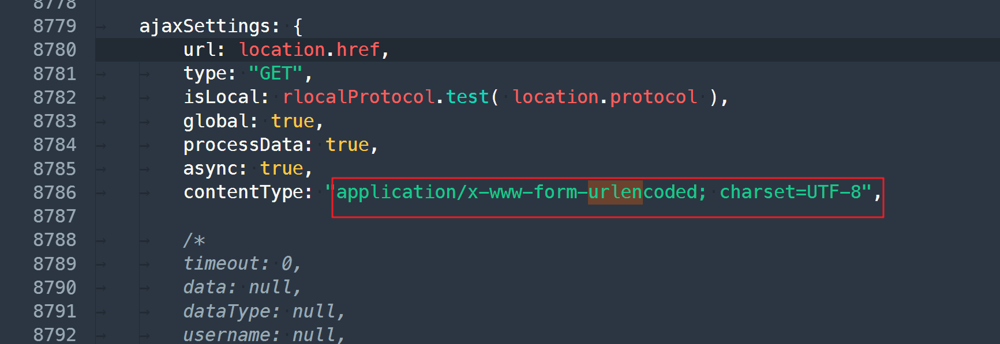 8778
8779 ajaxSettings: {
8780 url: location.href,
8781 type: "GET",
8782 isLocal: rlocalProtocol.test( location.protocol ),
8783 global: true,
8784 processData: true,
8785 async: true,
8786 contentType: "application/x-www-form-urlencoded; charset=UTF-8",
8787
8788 /*
8789 timeout: 0,
8790 data: null,
8791 dataType: null,
8792 username: null,